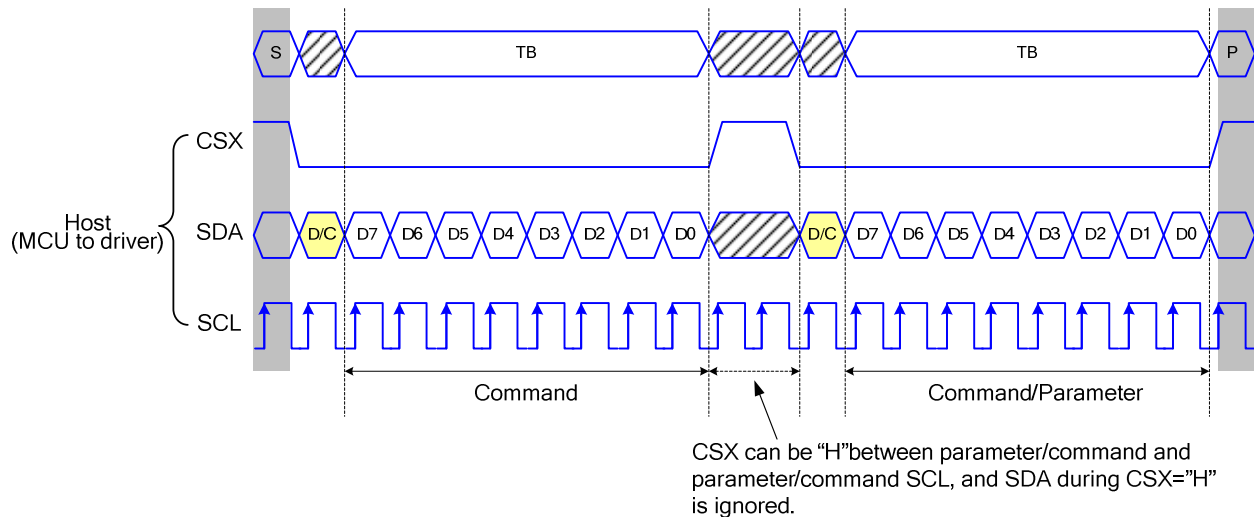 S TB TB P
CSX
Host
(MCU to driver)
SDA D/C D7 D6 D5 D4 D3 D2 D1 D0 D/C D7 D6 D5 D4 D3 D2 D1 D0
SCL
Command Command/Parameter
CSX can be “H”between parameter/command and
parameter/command SCL, and SDA during CSX=”H”
is ignored.